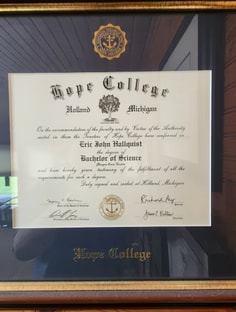 Hope College
Holland Michigan
On the recommendation of the faculty and by Virtue of the Authority
vested in them the Trustees of Hope College have conferred on
Eric John Hallquist
the degree of
Bachelor of Science
and him hereby given testimony of the fulfillment of all the
requirements for such a degree.
Duly signed and sealed at Holland, Michigan
Hope College